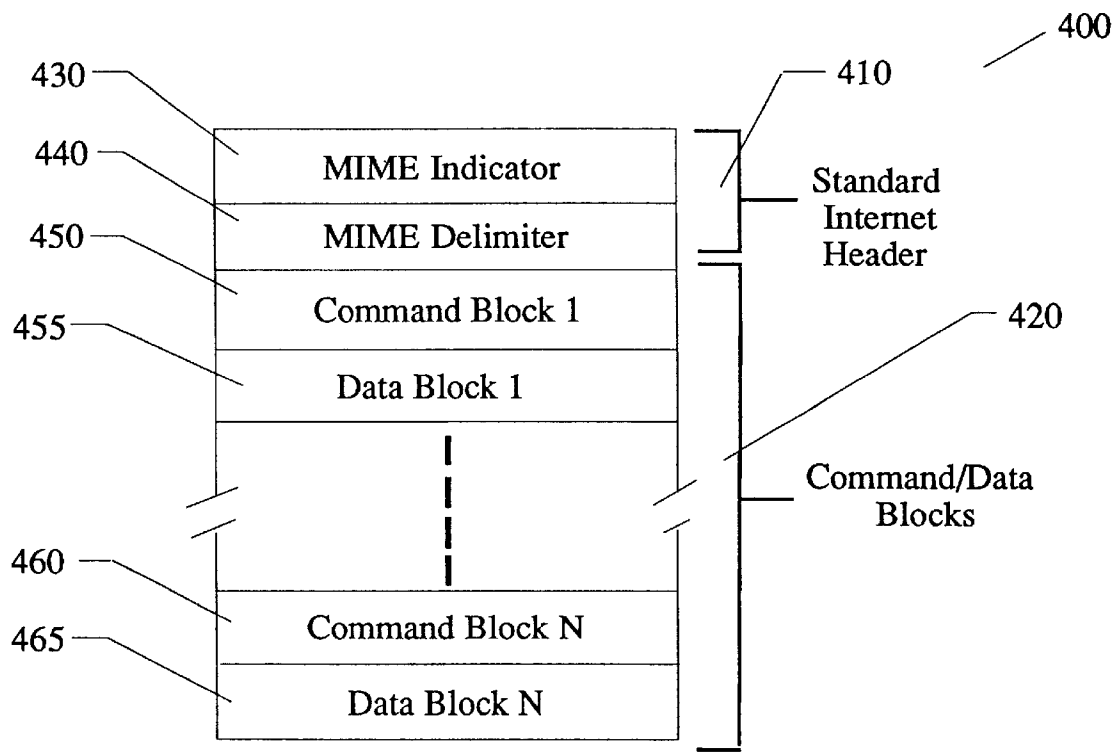 400
430
410
440
MIME Indicator
Standard
Internet
Header
450
MIME Delimiter
Command Block 1
455
420
Data Block 1
Command/Data
Blocks
460
Command Block N
465
Data Block N